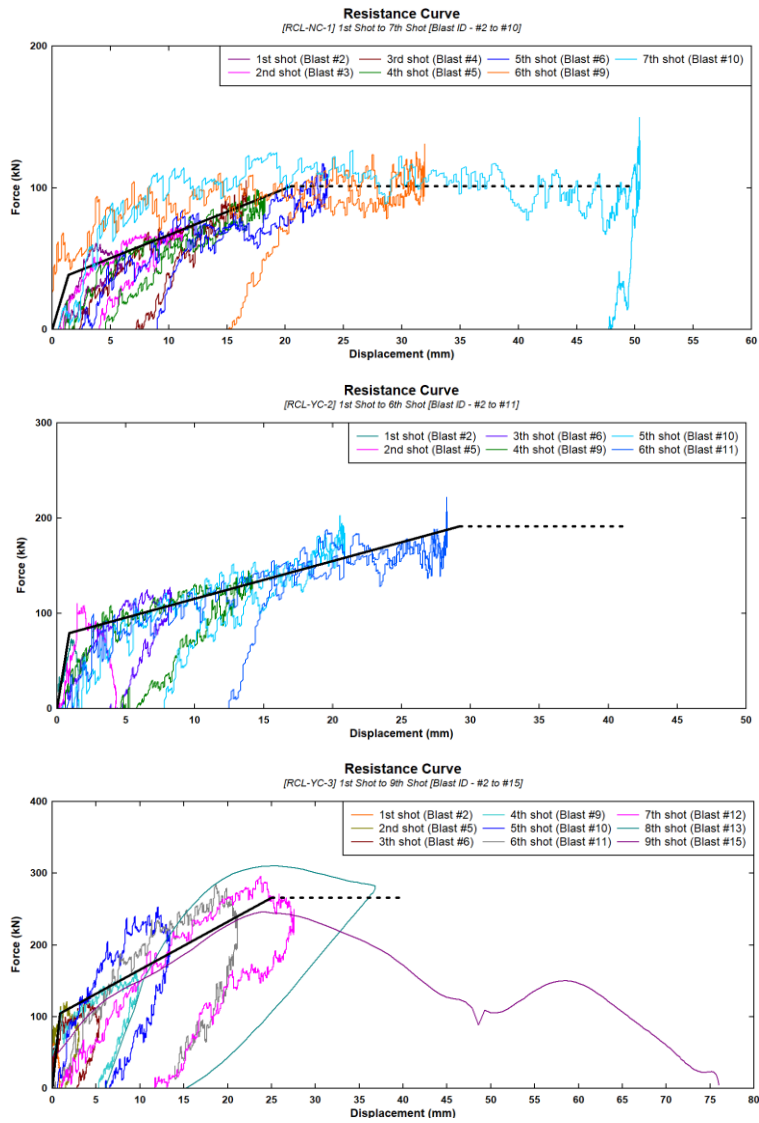 Resistance Curve
[RCL-NC-1] 1st Shot to 7th Shot [Blast ID - #2 to #10]
200
1st shot (Blast #2) 3rd shot (Blast #4) 5th shot (Blast #6) 7th shot (Blast #10)
2nd shot (Blast #3) 4th shot (Blast #5) 6th shot (Blast #9)
Force (kN)
100
0
0 5 10 15 20 25 30 35 40 45 50 55 60
Displacement (mm)
Resistance Curve
[RCL-YC-2] 1st Shot to 6th Shot [Blast ID - #2 to #11]
300
1st shot (Blast #2) 3th shot (Blast #6) 5th shot (Blast #10)
2nd shot (Blast #5) 4th shot (Blast #9) 6th shot (Blast #11)
200
Force (kN)
100
0
0 5 10 15 20 25 30 35 40 45 50
Displacement (mm)
Resistance Curve
[RCL-YC-3] 1st Shot to 9th Shot [Blast ID - #2 to #15]
400
1st shot (Blast #2) 4th shot (Blast #9) 7th shot (Blast #12)
2nd shot (Blast #5) 5th shot (Blast #10) 8th shot (Blast #13)
3th shot (Blast #6) 6th shot (Blast #11) 9th shot (Blast #15)
300
Force (kN)
200
100
0
0 5 10 15 20 25 30 35 40 45 50 55 60 65 70 75 80
Displacement (mm)